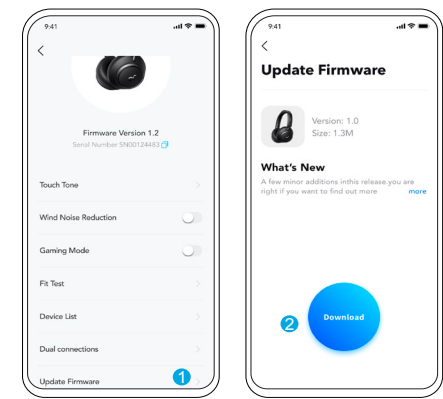 9:41
Firmware Version 1.2
Serial Number SN00124483
Touch Tone
Wind Noise Reduction
Gaming Mode
Fit Test
Device List
Dual connections
Update Firmware
1
9:41
Update Firmware
Version: 1.0
Size: 1.3M
What's New
A few minor additions inthis release.you are
right if you want to find out more more
Download
2